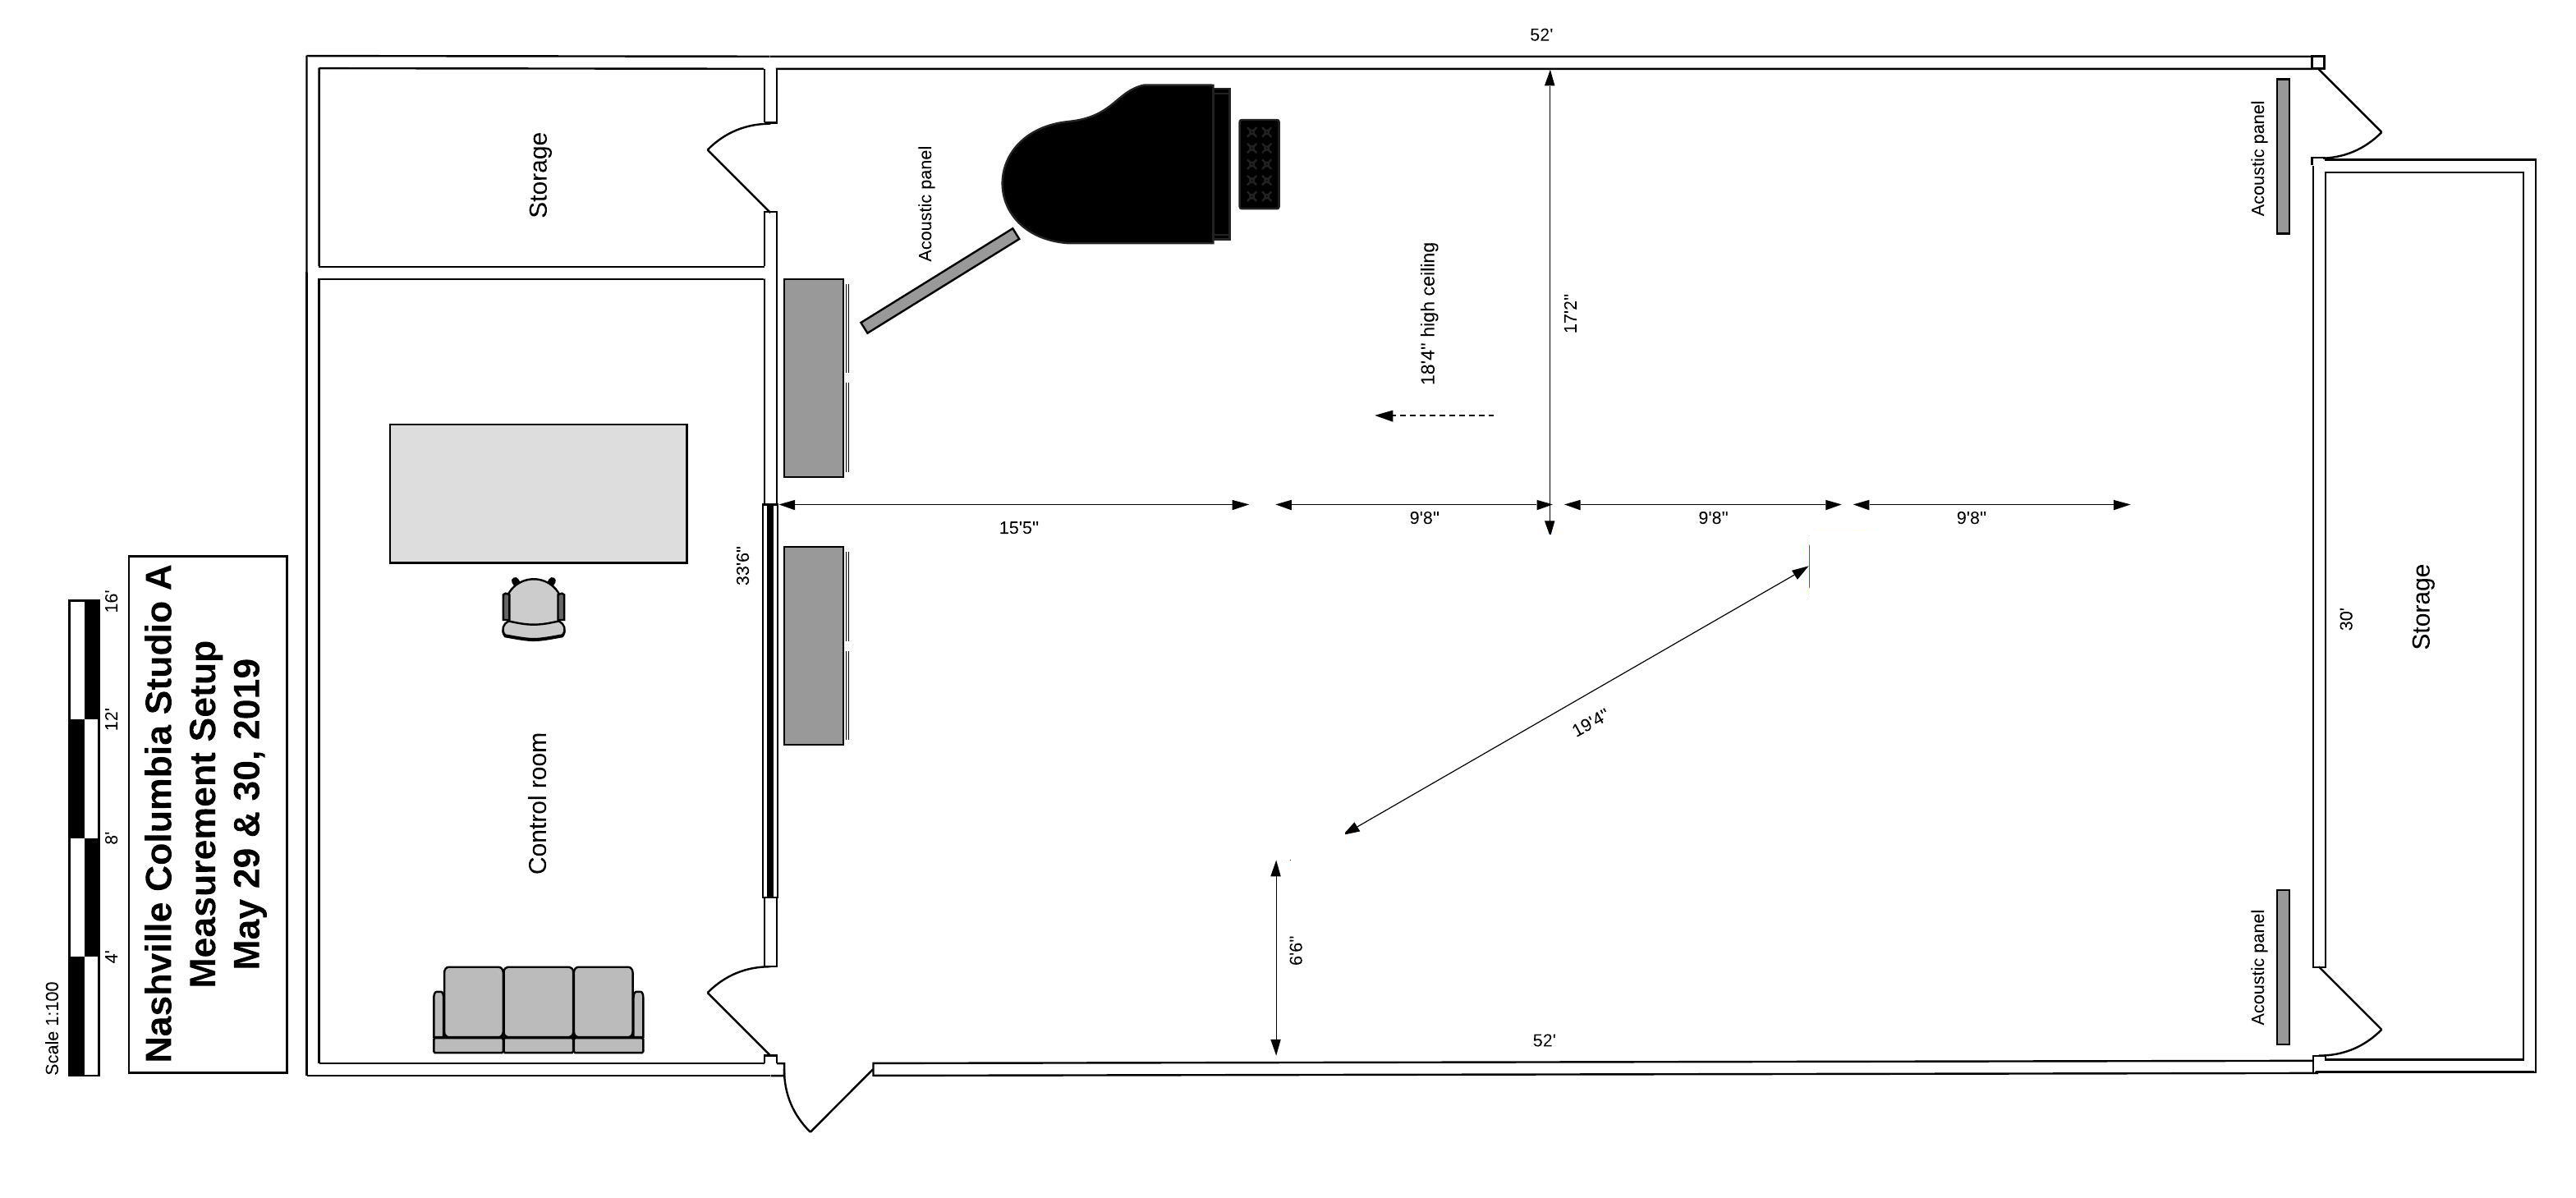 52'
Storage
Acoustic panel
Acoustic panel
18'4" high ceiling
17'2"
15'5"
9'8"
9'8"
9'8"
33'6"
Storage
30'
19'4"
Control room
6'6"
Acoustic panel
52'
Scale 1:100
4'
8'
12'
16'
Nashville Columbia Studio A
Measurement Setup
May 29 & 30, 2019